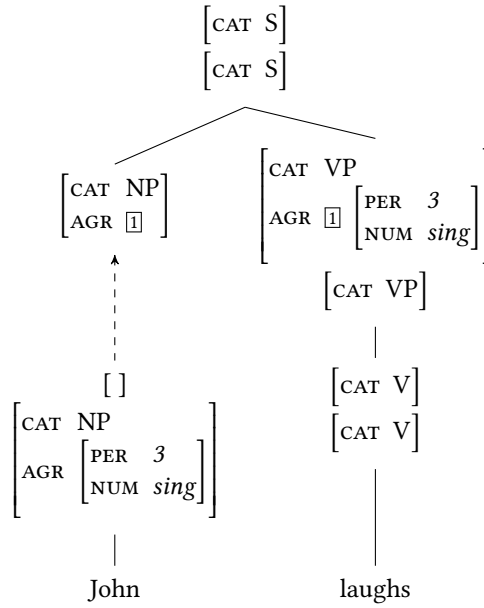 [CAT S]
[CAT S]
[CAT NP
AGR 1]
[CAT VP
AGR 1 [PER 3
NUM sing]]
[CAT VP]
[ ]
[CAT NP
AGR [PER 3
NUM sing]]
[CAT V]
[CAT V]
John
laughs